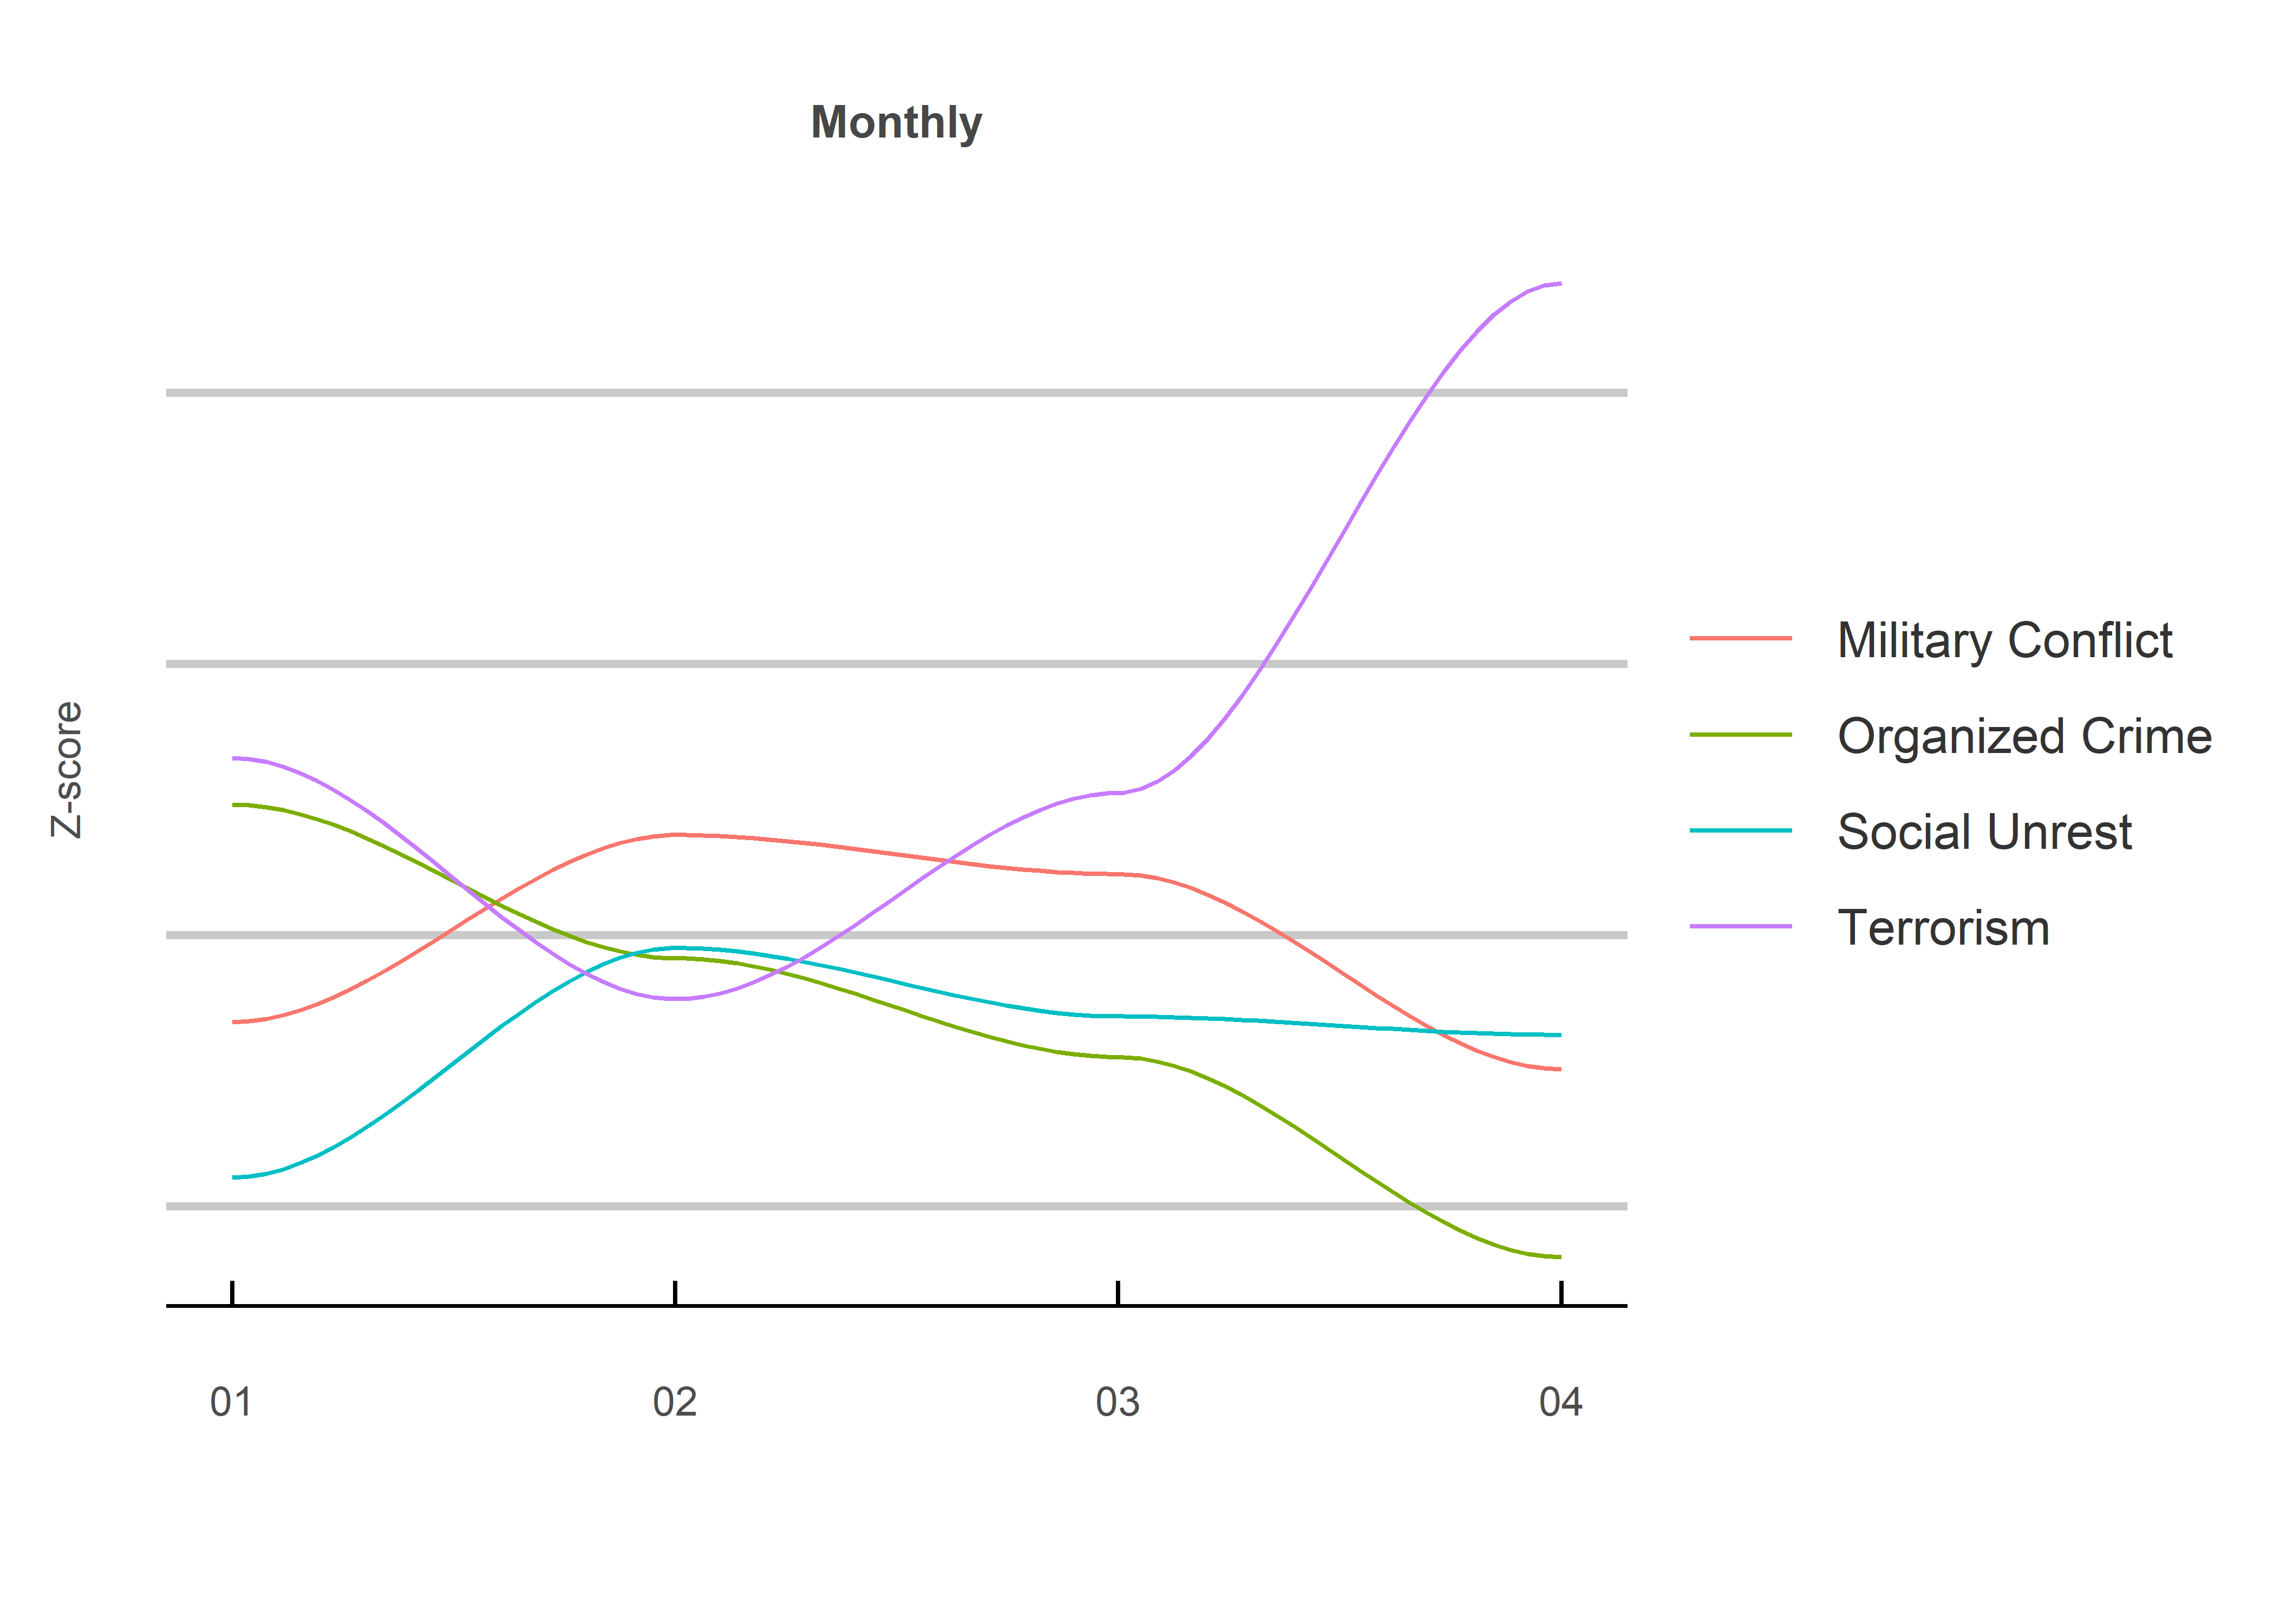 Monthly
Z-score
Military Conflict
Organized Crime
Social Unrest
Terrorism
01
02
03
04